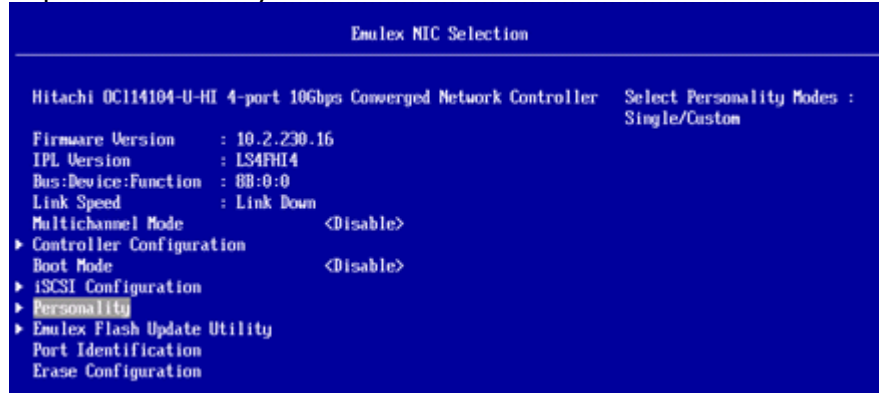 Emulex NIC Selection
Hitachi OCl14104-U-HI 4-port 10Gbps Converged Network Controller
Select Personality Modes :
Single/Custom
Firmware Version : 10.2.230.16
IPL Version : LS4FHI4
Bus:Device:Function : 8B:0:0
Link Speed : Link Down
Multichannel Mode <Disable>
Controller Configuration
Boot Mode <Disable>
iSCSI Configuration
Personality
Emulex Flash Update Utility
Port Identification
Erase Configuration